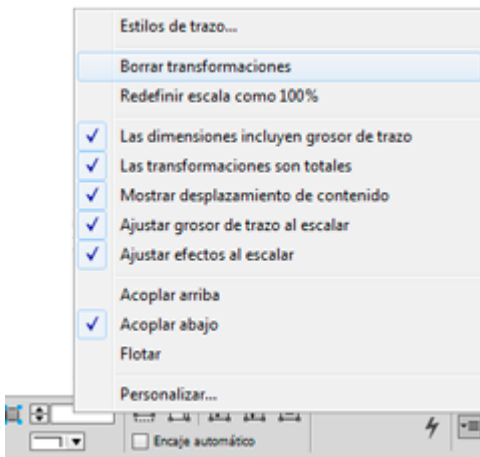 Estilos de trazo...
Borrar transformaciones
Redefinir escala como 100%
Las dimensiones incluyen grosor de trazo
Las transformaciones son totales
Mostrar desplazamiento de contenido
Ajustar grosor de trazo al escalar
Ajustar efectos al escalar
Acoplar arriba
Acoplar abajo
Flotar
Personalizar...
Encaje automático